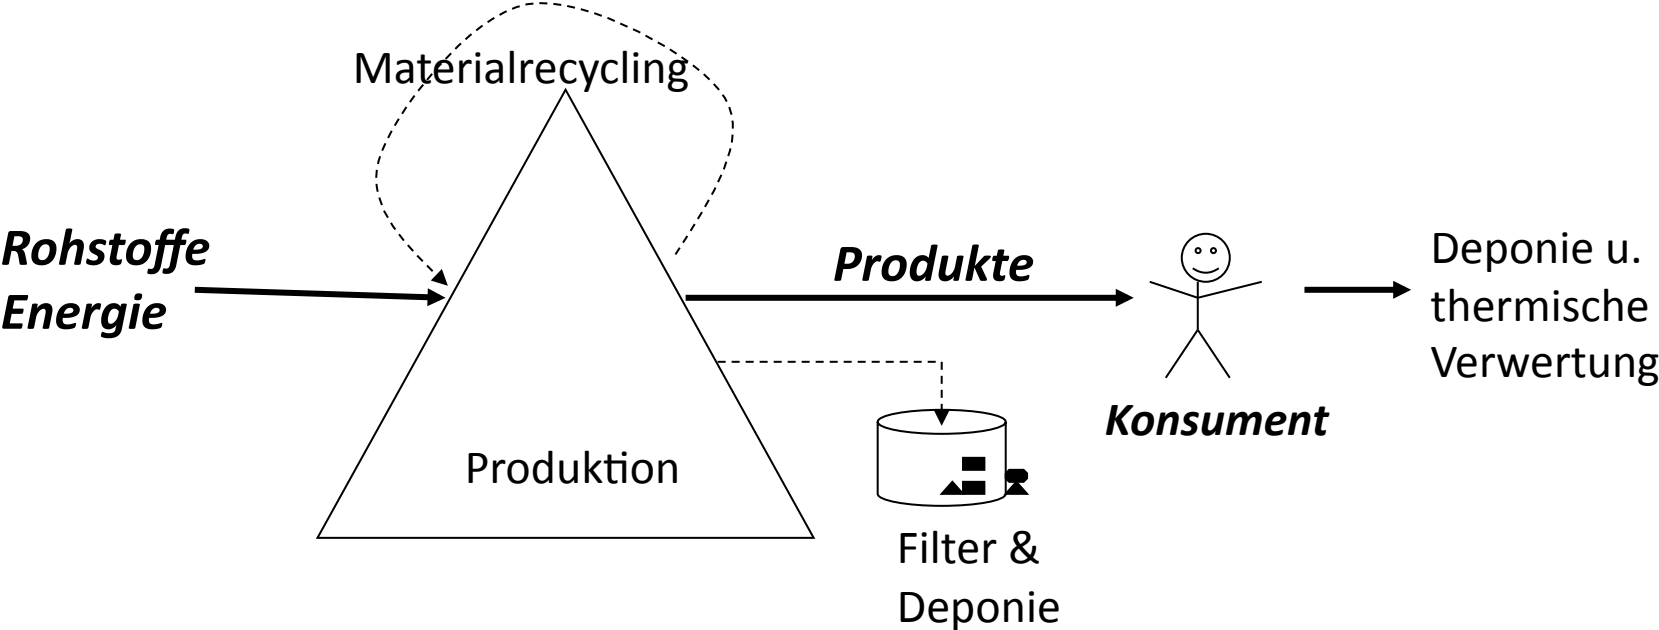 Materialrecycling
Rohstoffe
Energie
Produkte
Deponie u.
thermische
Verwertung
Konsument
Produktion
Filter &
Deponie